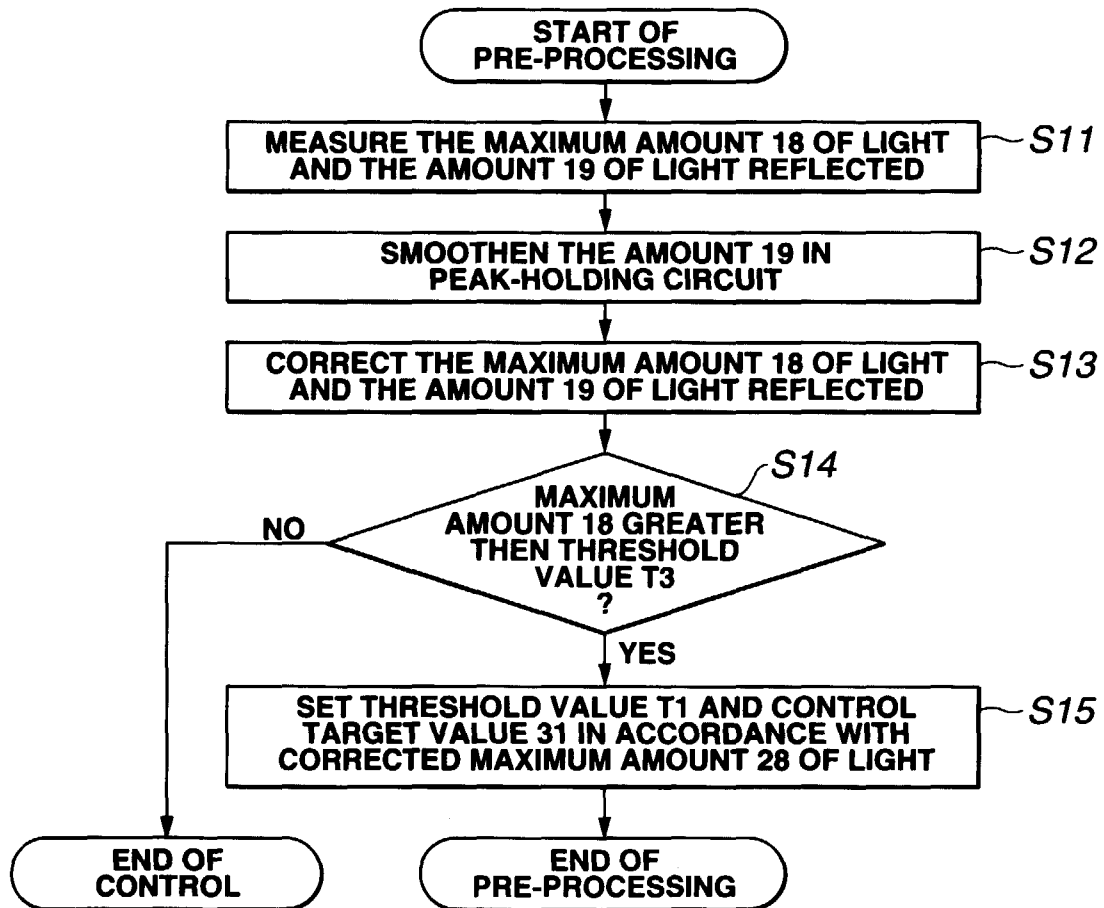 START OF
PRE-PROCESSING
MEASURE THE MAXIMUM AMOUNT 18 OF LIGHT
AND THE AMOUNT 19 OF LIGHT REFLECTED
S11
SMOOTHEN THE AMOUNT 19 IN
PEAK-HOLDING CIRCUIT
S12
CORRECT THE MAXIMUM AMOUNT 18 OF LIGHT
AND THE AMOUNT 19 OF LIGHT REFLECTED
S13
S14
MAXIMUM
AMOUNT 18 GREATER
THEN THRESHOLD
VALUE T3
?
NO
YES
SET THRESHOLD VALUE T1 AND CONTROL
TARGET VALUE 31 IN ACCORDANCE WITH
CORRECTED MAXIMUM AMOUNT 28 OF LIGHT
S15
END OF
CONTROL
END OF
PRE-PROCESSING